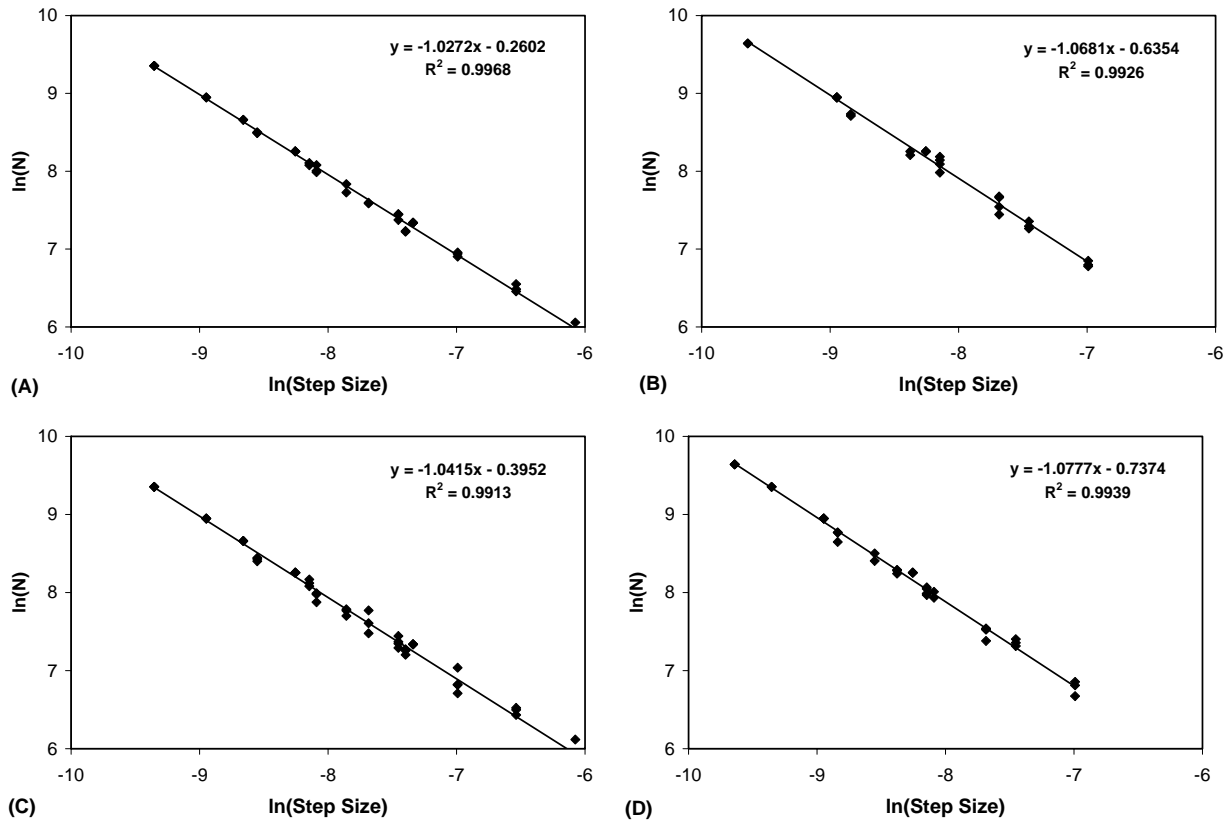 10
9
8
7
6
ln(N)
y = -1.0272x - 0.2602
R² = 0.9968
-10
-9
-8
-7
-6
ln(Step Size)
(A)
10
9
8
7
6
ln(N)
y = -1.0681x - 0.6354
R² = 0.9926
-10
-9
-8
-7
-6
ln(Step Size)
(B)
10
9
8
7
6
ln(N)
y = -1.0415x - 0.3952
R² = 0.9913
-10
-9
-8
-7
-6
ln(Step Size)
(C)
10
9
8
7
6
ln(N)
y = -1.0777x - 0.7374
R² = 0.9939
-10
-9
-8
-7
-6
ln(Step Size)
(D)